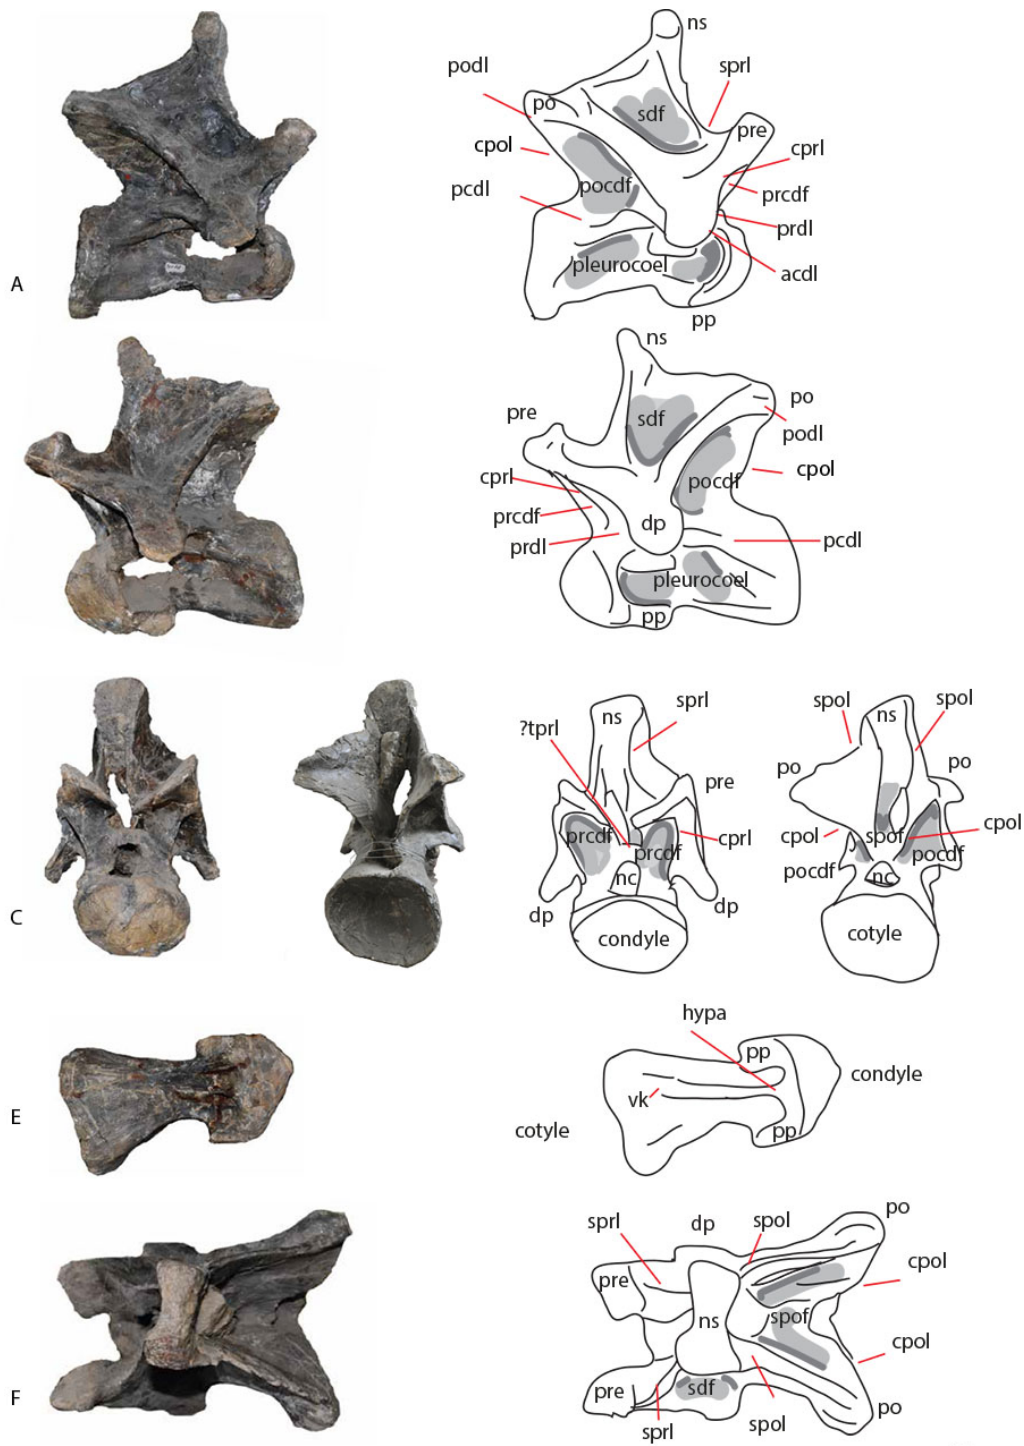 ns
podl
sprl
po
sdf
pre
cpol
cprl
pocdf
prcdf
pcdl
prdl
pleurocoel
acdl
A
pp
ns
pre
sdf
po
podl
cprl
pocdf
cpol
prcdf
dp
prdl
pcdl
pleurocoel
pp
?tprl
ns
sprl
pre
prcdf
prcdf
cprl
nc
dp
dp
condyle
spol
ns
spol
po
po
cpol
spof
cpol
pocdf
pocdf
nc
cotyle
C
hypa
pp
condyle
vk
cotyle
pp
E
sprl
dp
spol
po
pre
cpol
ns
spof
cpol
pre
sdf
po
sprl
spol
F